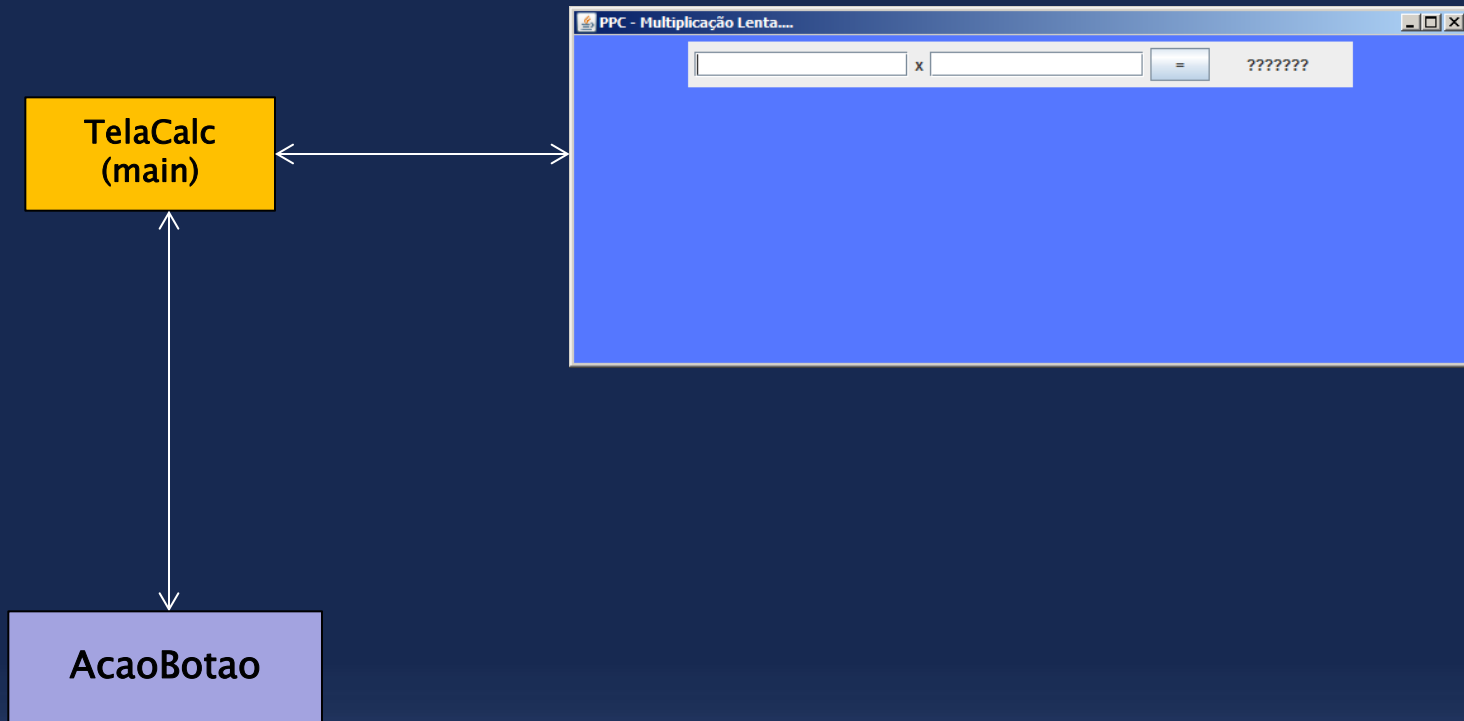 PPC - Multiplicação Lenta....
x = ???????
TelaCalc
(main)
AcaoBotao